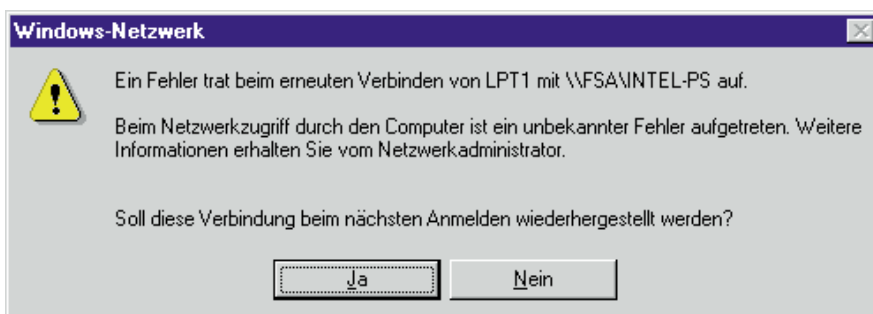 Windows-Netzwerk
Ein Fehler trat beim erneuten Verbinden von LPT1 mit \\FSA\INTEL-PS auf.
Beim Netzwerkzugriff durch den Computer ist ein unbekannter Fehler aufgetreten. Weitere
Informationen erhalten Sie vom Netzwerkadministrator.
Soll diese Verbindung beim nächsten Anmelden wiederhergestellt werden?
Ja
Nein